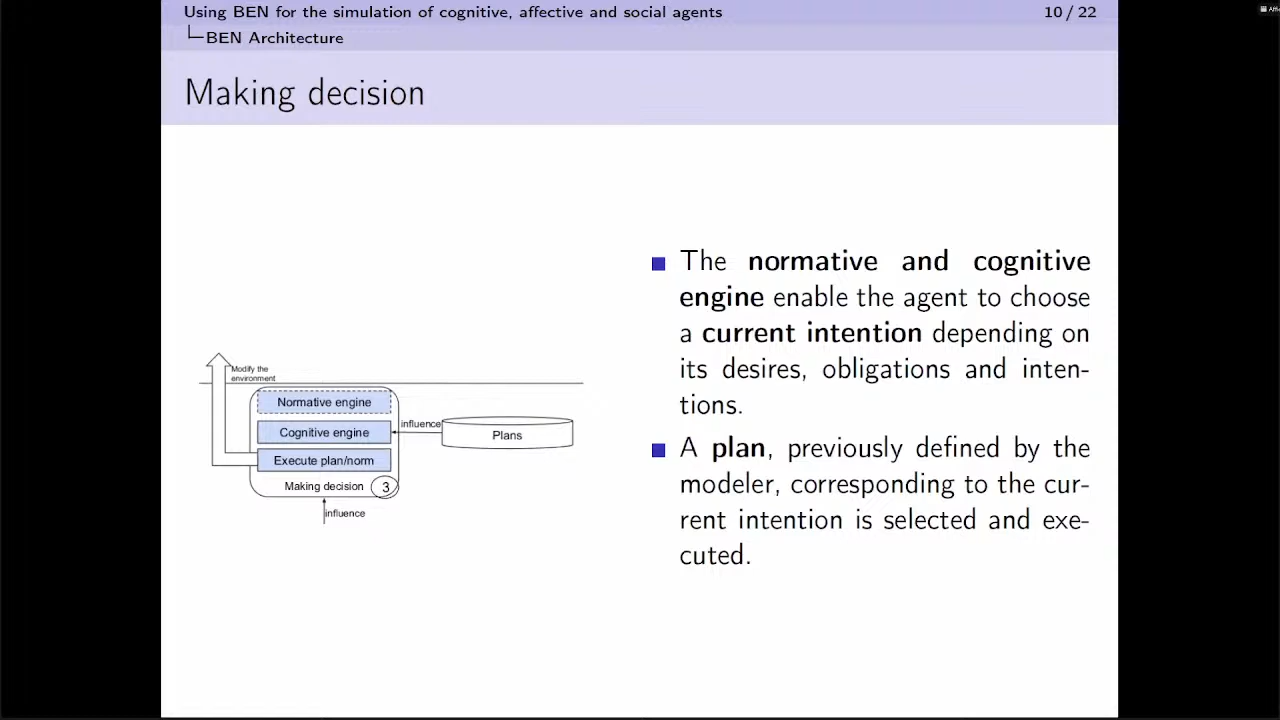 Using BEN for the simulation of cognitive, affective and social agents 10 / 22
BEN Architecture
Making decision
The normative and cognitive
engine enable the agent to choose
a current intention depending on
its desires, obligations and inten-
tions.
A plan, previously defined by the
modeler, corresponding to the cur-
rent intention is selected and exe-
cuted.
Modify the
environment
Normative engine
Cognitive engine
influence
Plans
Execute plan/norm
Making decision 3
influence